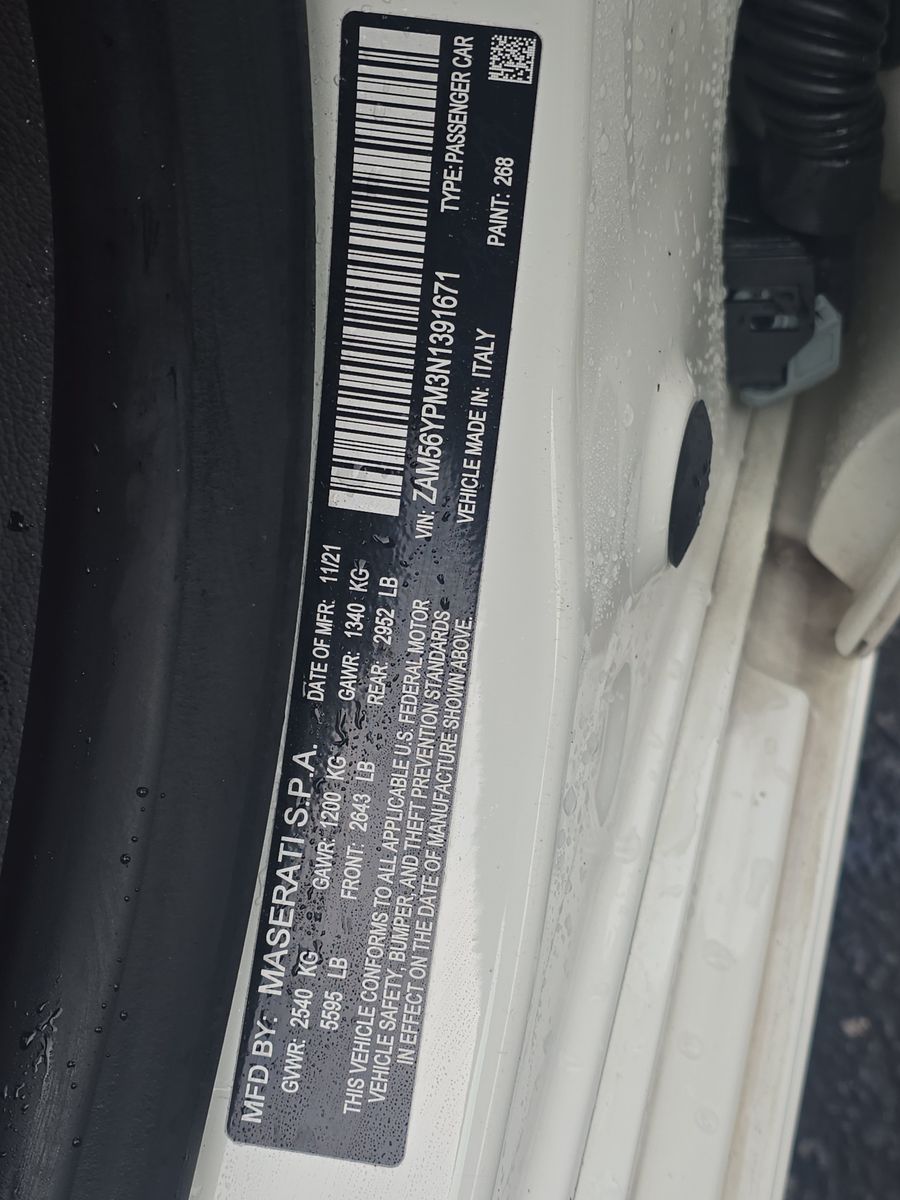 MFD BY: MASERATI S.P.A.
DATE OF MFR: 11/21
GVWR: 2540 KG
GAWR: 1200 KG
GAWR: 1340 KG
5595 LB
FRONT: 2643 LB
REAR: 2952 LB
THIS VEHICLE CONFORMS TO ALL APPLICABLE U.S. FEDERAL MOTOR
VEHICLE SAFETY, BUMPER, AND THEFT PREVENTION STANDARDS
IN EFFECT ON THE DATE OF MANUFACTURE SHOWN ABOVE.
VIN: ZAM56YPM3N1391671
TYPE: PASSENGER CAR
VEHICLE MADE IN: ITALY
PAINT: 268